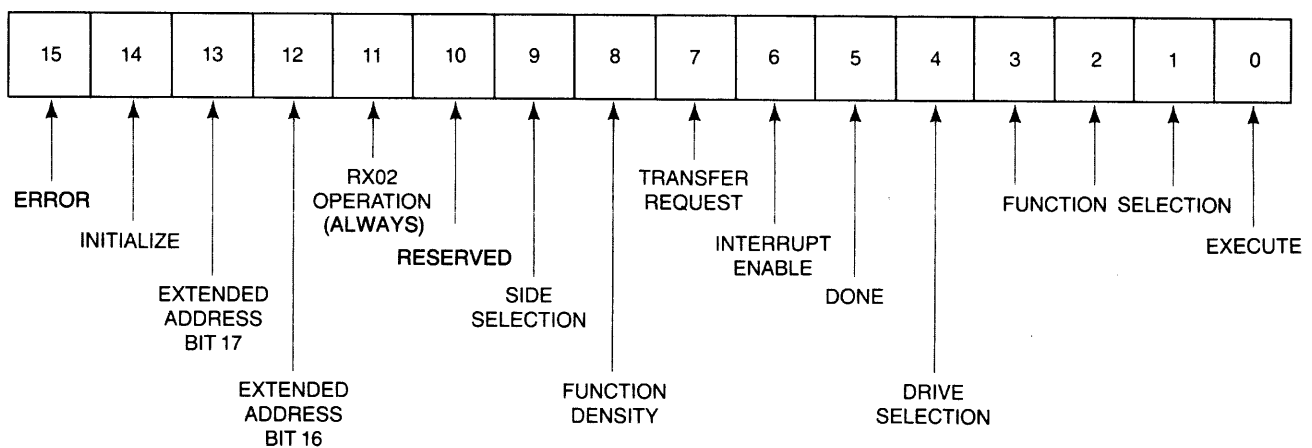 15 14 13 12 11 10 9 8 7 6 5 4 3 2 1 0
ERROR
INITIALIZE
EXTENDED
ADDRESS
BIT 17
EXTENDED
ADDRESS
BIT 16
RX02
OPERATION
(ALWAYS)
RESERVED
SIDE
SELECTION
FUNCTION
DENSITY
TRANSFER
REQUEST
INTERRUPT
ENABLE
DONE
DRIVE
SELECTION
FUNCTION SELECTION
EXECUTE